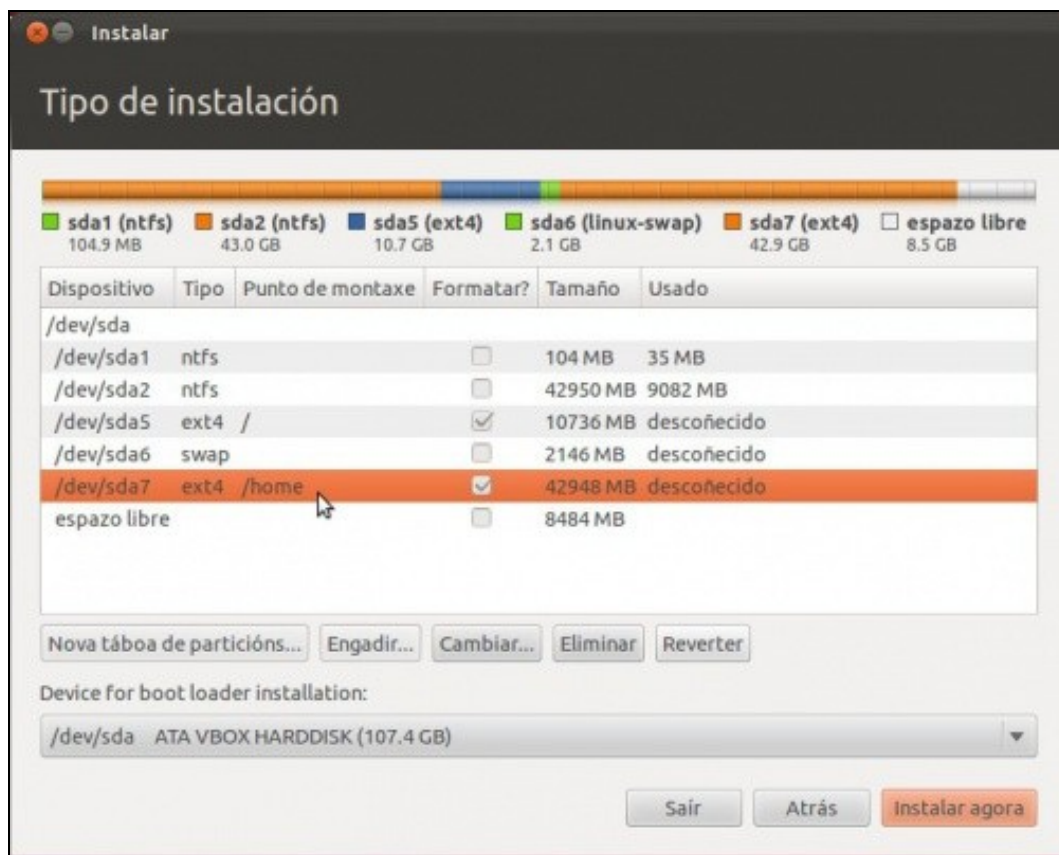 Instalar
Tipo de instalación
sda1 (ntfs) sda2 (ntfs) sda5 (ext4) sda6 (linux-swap) sda7 (ext4) espazo libre
104.9 MB 43.0 GB 10.7 GB 2.1 GB 42.9 GB 8.5 GB
Dispositivo Tipo Punto de montaxe Formatar? Tamaño Usado
/dev/sda
/dev/sda1 ntfs 104 MB 35 MB
/dev/sda2 ntfs 42950 MB 9082 MB
/dev/sda5 ext4 / 10736 MB descoñecido
/dev/sda6 swap 2146 MB descoñecido
/dev/sda7 ext4 /home 42948 MB descoñecido
espazo libre 8484 MB
Nova táboa de particións... Engadir... Cambiar... Eliminar Reverter
Device for boot loader installation:
/dev/sda ATA VBOX HARDDISK (107.4 GB)
Saír Atrás Instalar agora